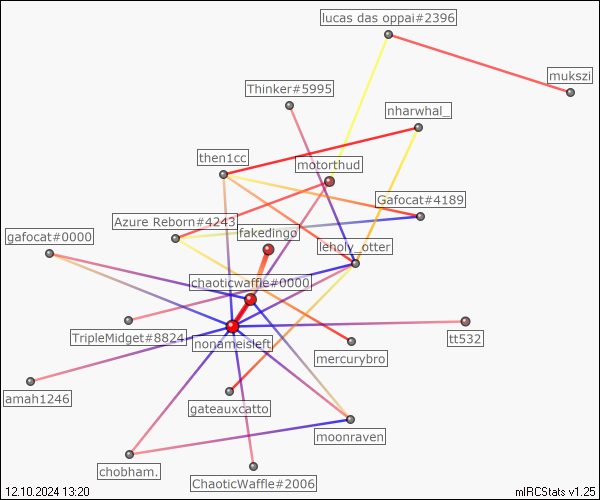 lucas das oppai#2396
mukszi
Thinker#5995
nharwhal_
then1cc
motorthud
Gafocat#4189
Azure Reborn#4243
gafocat#0000
fakedingo
leholy_otter
chaoticwaffle#0000
TripleMidget#8824
nonameisleft
tt532
mercurybro
amah1246
gateauxcatto
moonraven
chobham.
ChaoticWaffle#2006
12.10.2024 13:20
mIRCStats v1.25